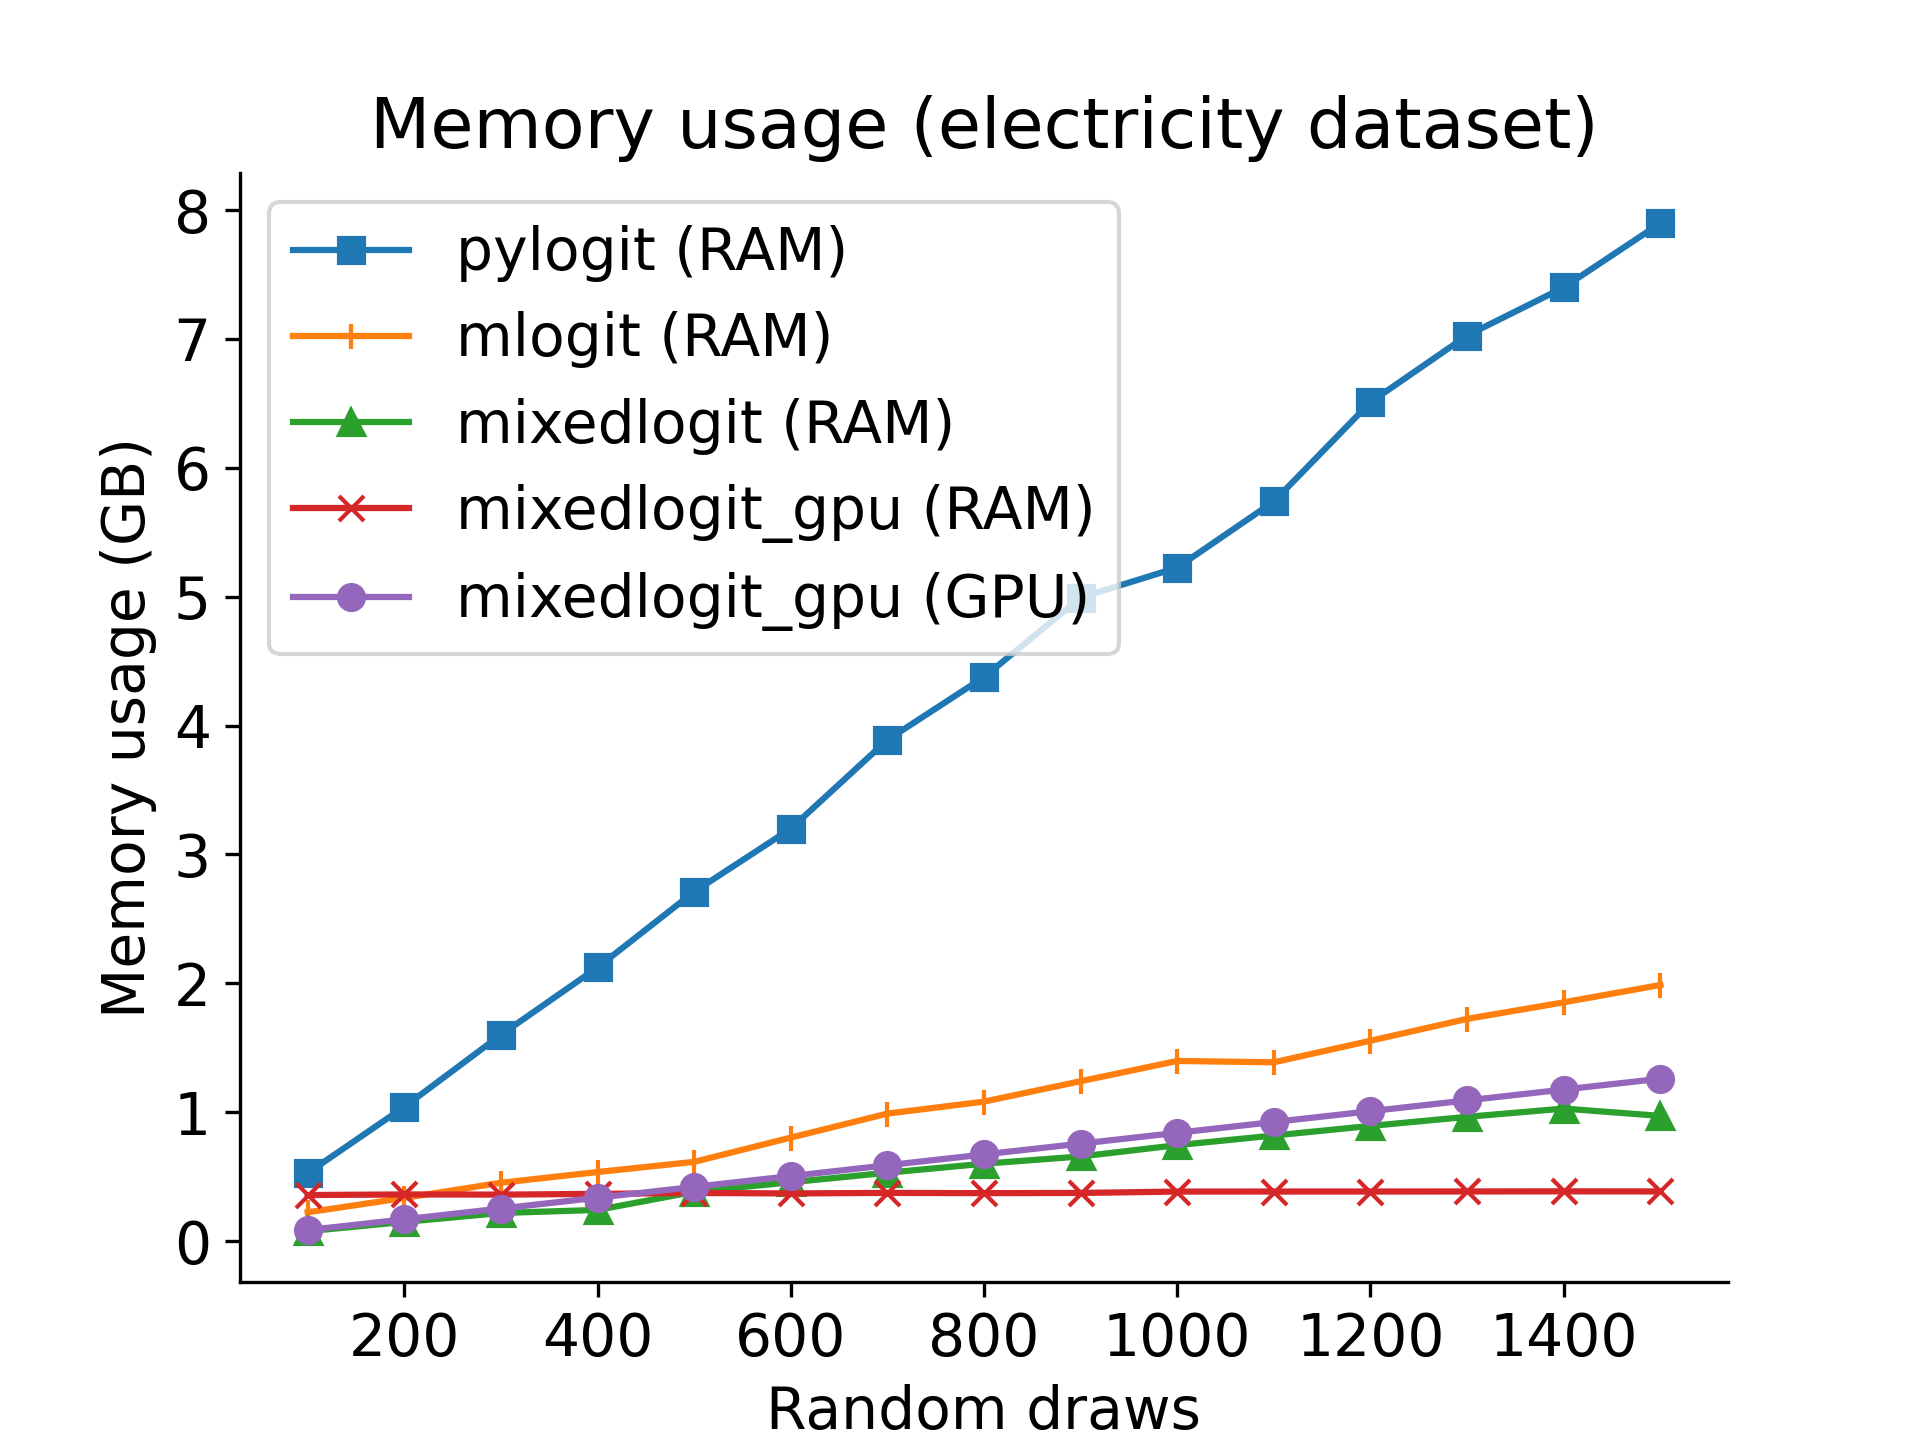 Memory usage (electricity dataset)
Memory usage (GB)
8
7
6
5
4
3
2
1
0
pylogit (RAM)
mlogit (RAM)
mixedlogit (RAM)
mixedlogit_gpu (RAM)
mixedlogit_gpu (GPU)
200 400 600 800 1000 1200 1400
Random draws